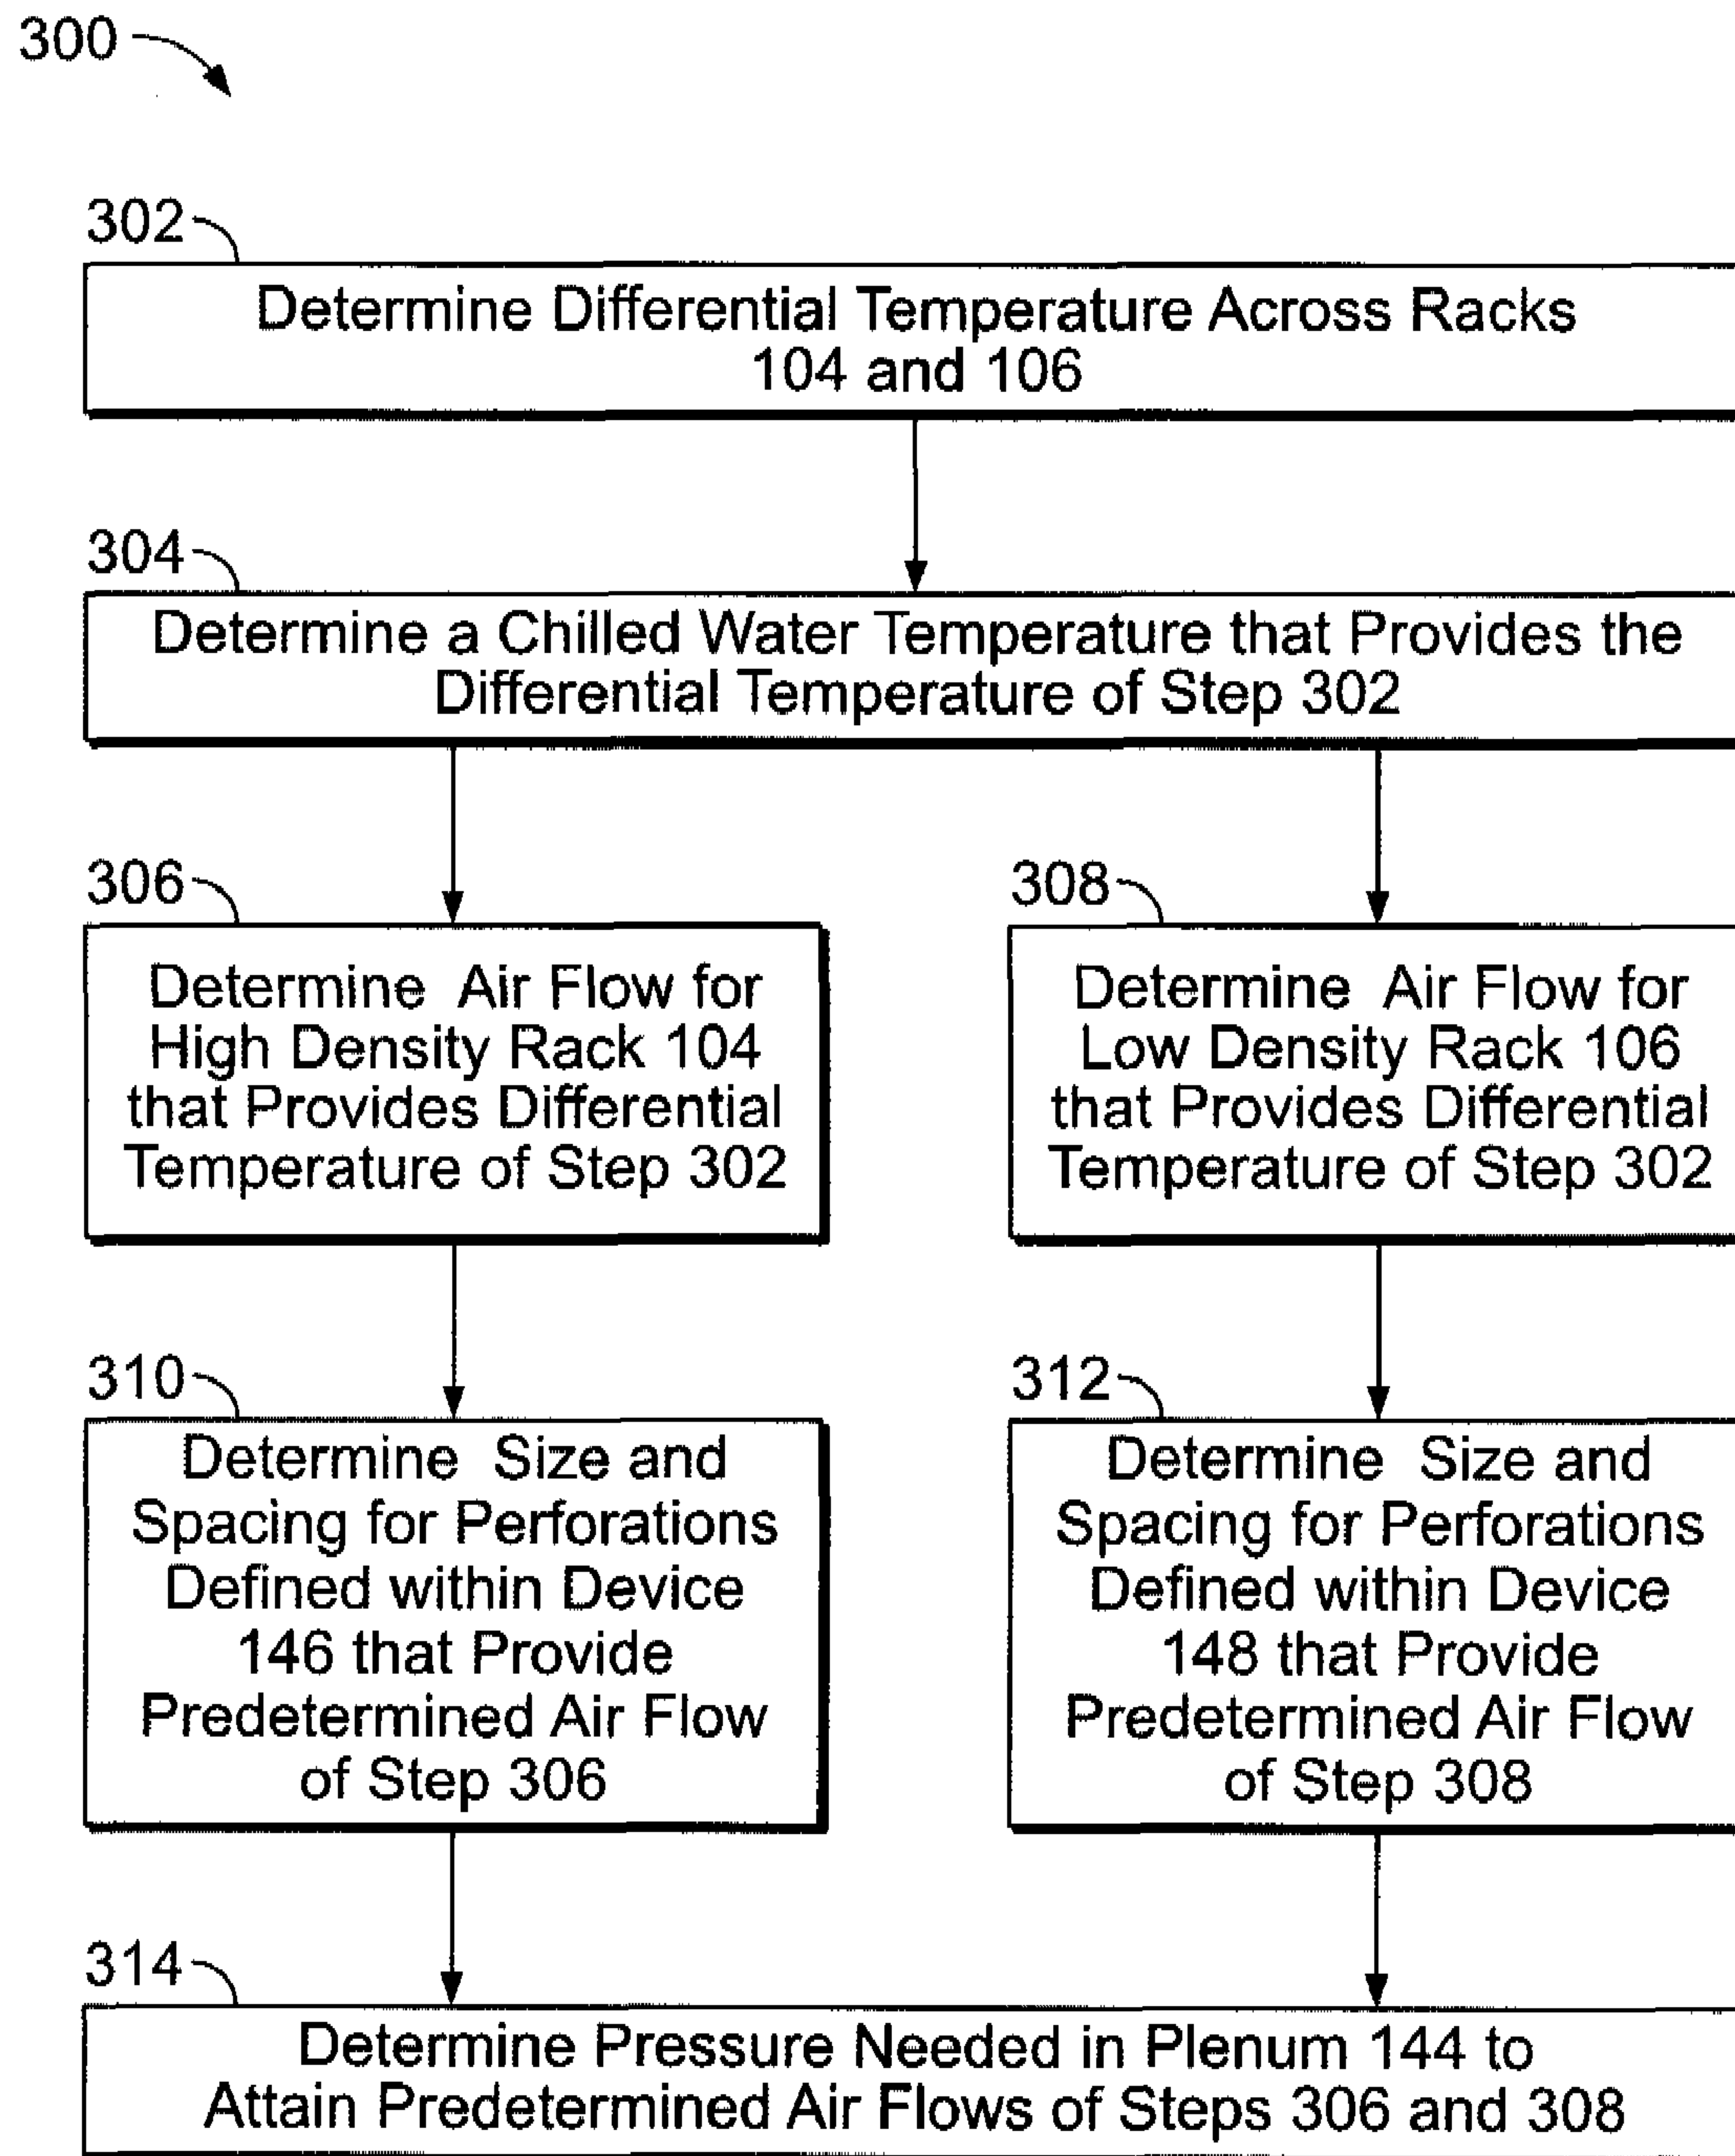 300
302
Determine Differential Temperature Across Racks
104 and 106
304
Determine a Chilled Water Temperature that Provides the
Differential Temperature of Step 302
306
Determine Air Flow for
High Density Rack 104
that Provides Differential
Temperature of Step 302
308
Determine Air Flow for
Low Density Rack 106
that Provides Differential
Temperature of Step 302
310
Determine Size and
Spacing for Perforations
Defined within Device
146 that Provide
Predetermined Air Flow
of Step 306
312
Determine Size and
Spacing for Perforations
Defined within Device
148 that Provide
Predetermined Air Flow
of Step 308
314
Determine Pressure Needed in Plenum 144 to
Attain Predetermined Air Flows of Steps 306 and 308